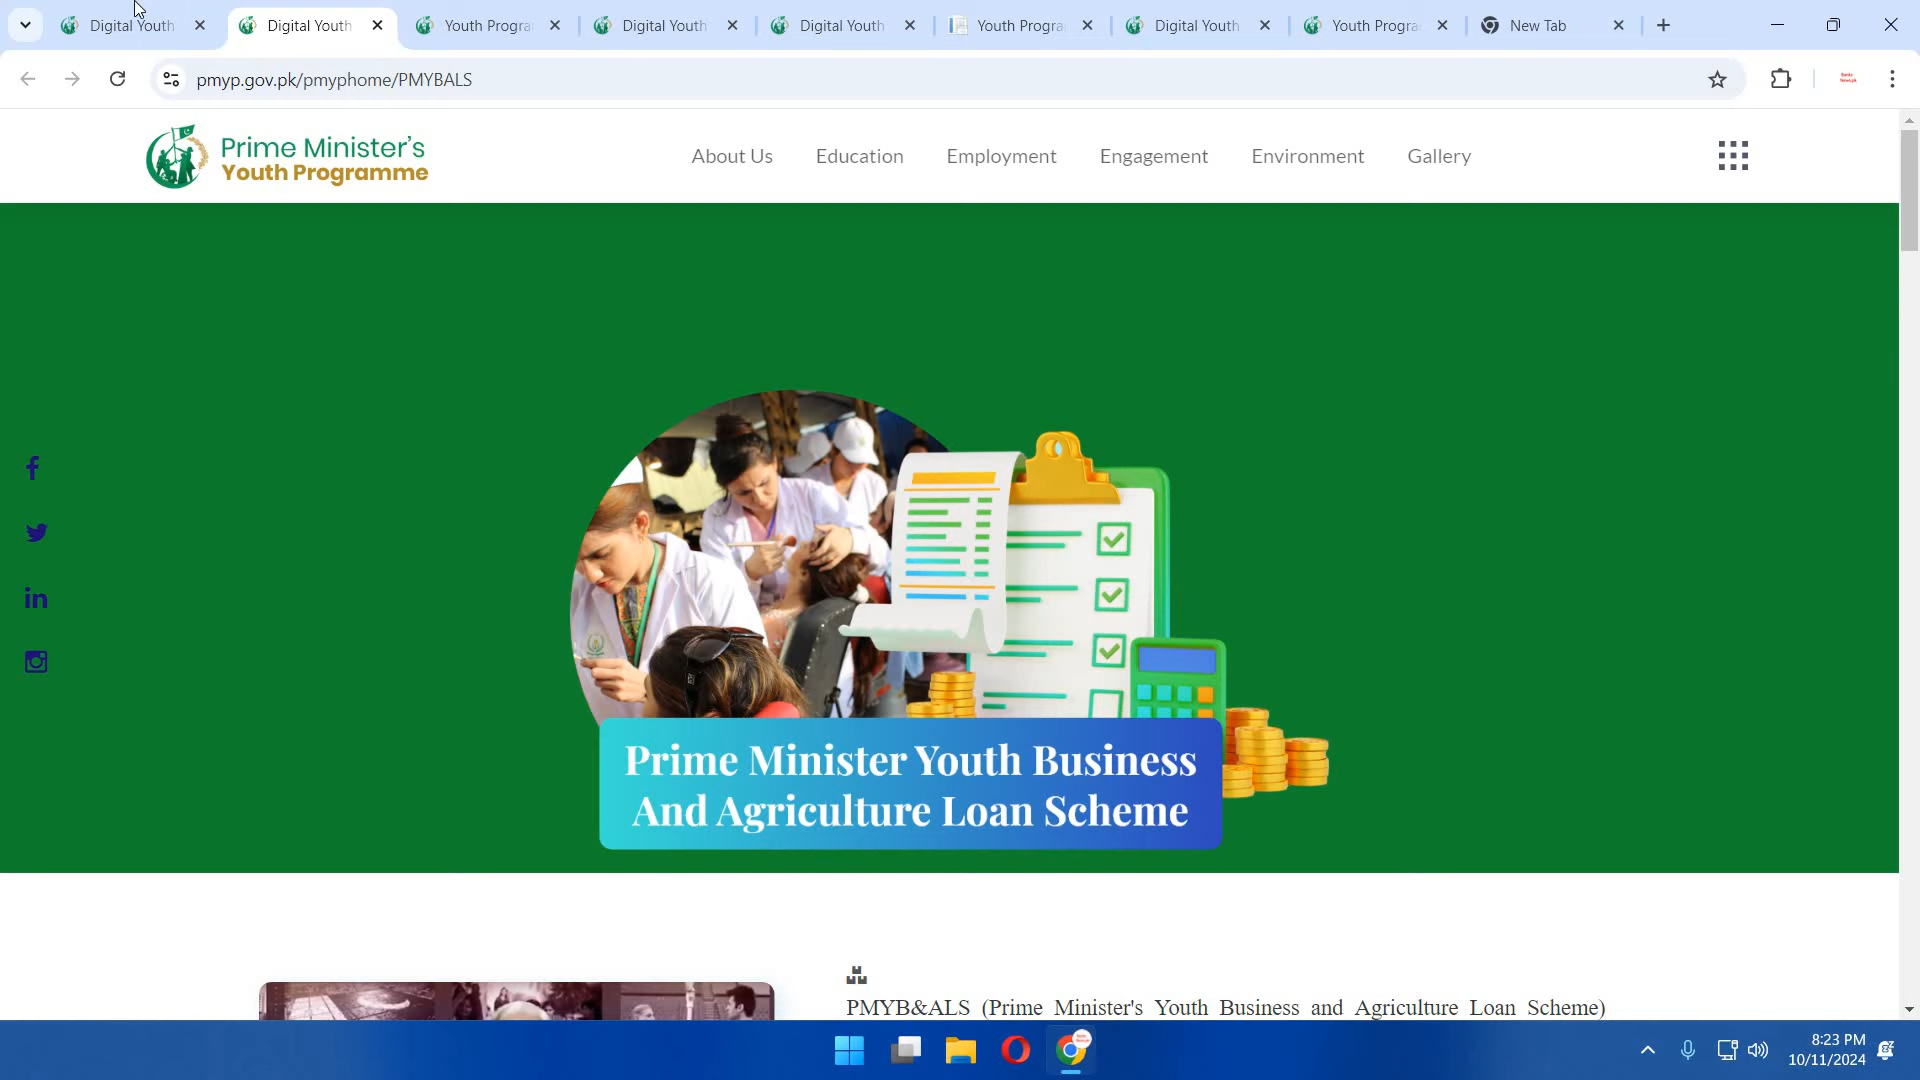 Digital Youth
Digital Youth
Youth Progra
Digital Youth
Digital Youth
Youth Progra
Digital Youth
Youth Progra
New Tab
pmyp.gov.pk/pmyphome/PMYBALS
Prime Minister's
Youth Programme
About Us
Education
Employment
Engagement
Environment
Gallery
Prime Minister Youth Business
And Agriculture Loan Scheme
PMYB&ALS (Prime Minister's Youth Business and Agriculture Loan Scheme)
8:23 PM
10/11/2024